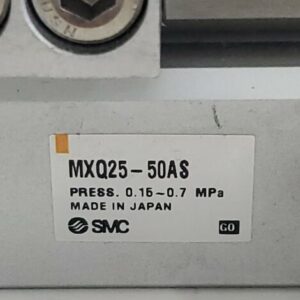 MXQ25-50AS
PRESS. 0.15~0.7 MPa
MADE IN JAPAN
SMC GO